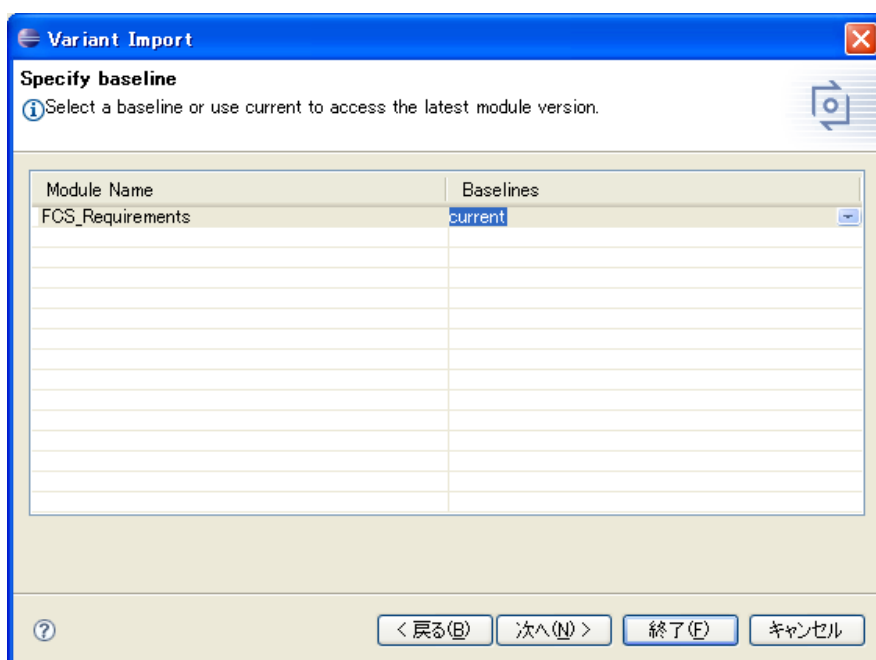 Variant Import
Specify baseline
Select a baseline or use current to access the latest module version.
Module Name Baselines
FCS_Requirements current
< 戻る(B) 次へ(N) > 終了(F) キャンセル